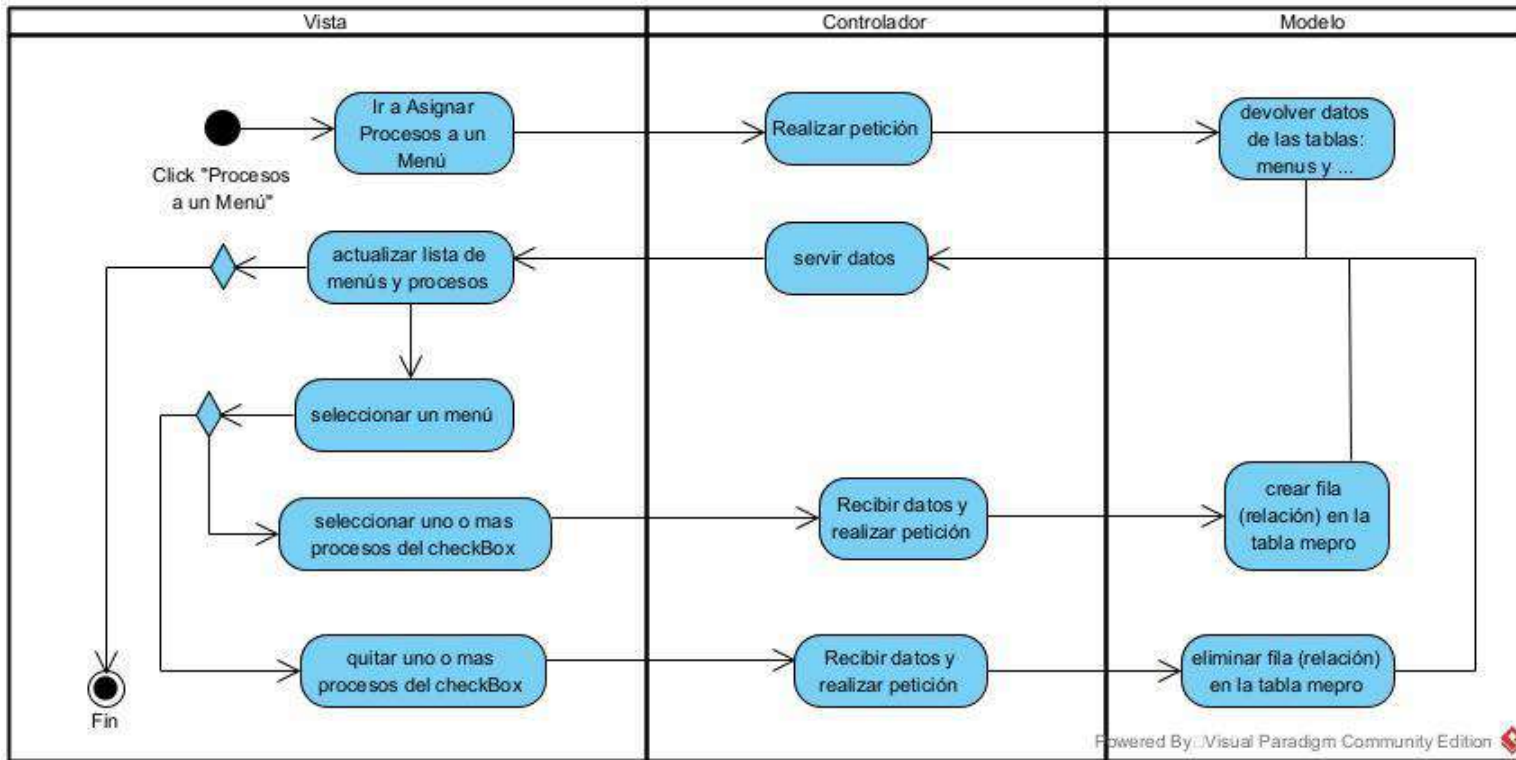 Vista
Controlador
Modelo
Ir a Asignar
Procesos a un
Menú
Realizar petición
devolver datos
de las tablas:
menus y ...
Click "Procesos
a un Menú"
actualizar lista de
menús y procesos
servir datos
seleccionar un menú
seleccionar uno o mas
procesos del checkBox
Recibir datos y
realizar petición
crear fila
(relación) en la
tabla mepro
quitar uno o mas
procesos del checkBox
Recibir datos y
realizar petición
eliminar fila (relación)
en la tabla mepro
Fin
Powered By Visual Paradigm Community Edition